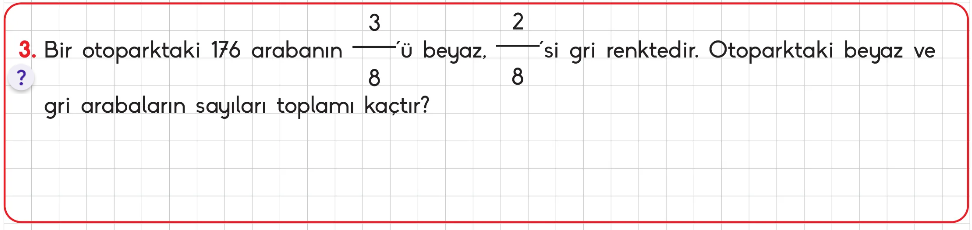 3. Bir otoparktaki 176 arabanın 3/8'ü beyaz, 2/8'si gri renktedir. Otoparktaki beyaz ve
?
gri arabaların sayıları toplamı kaçtır?